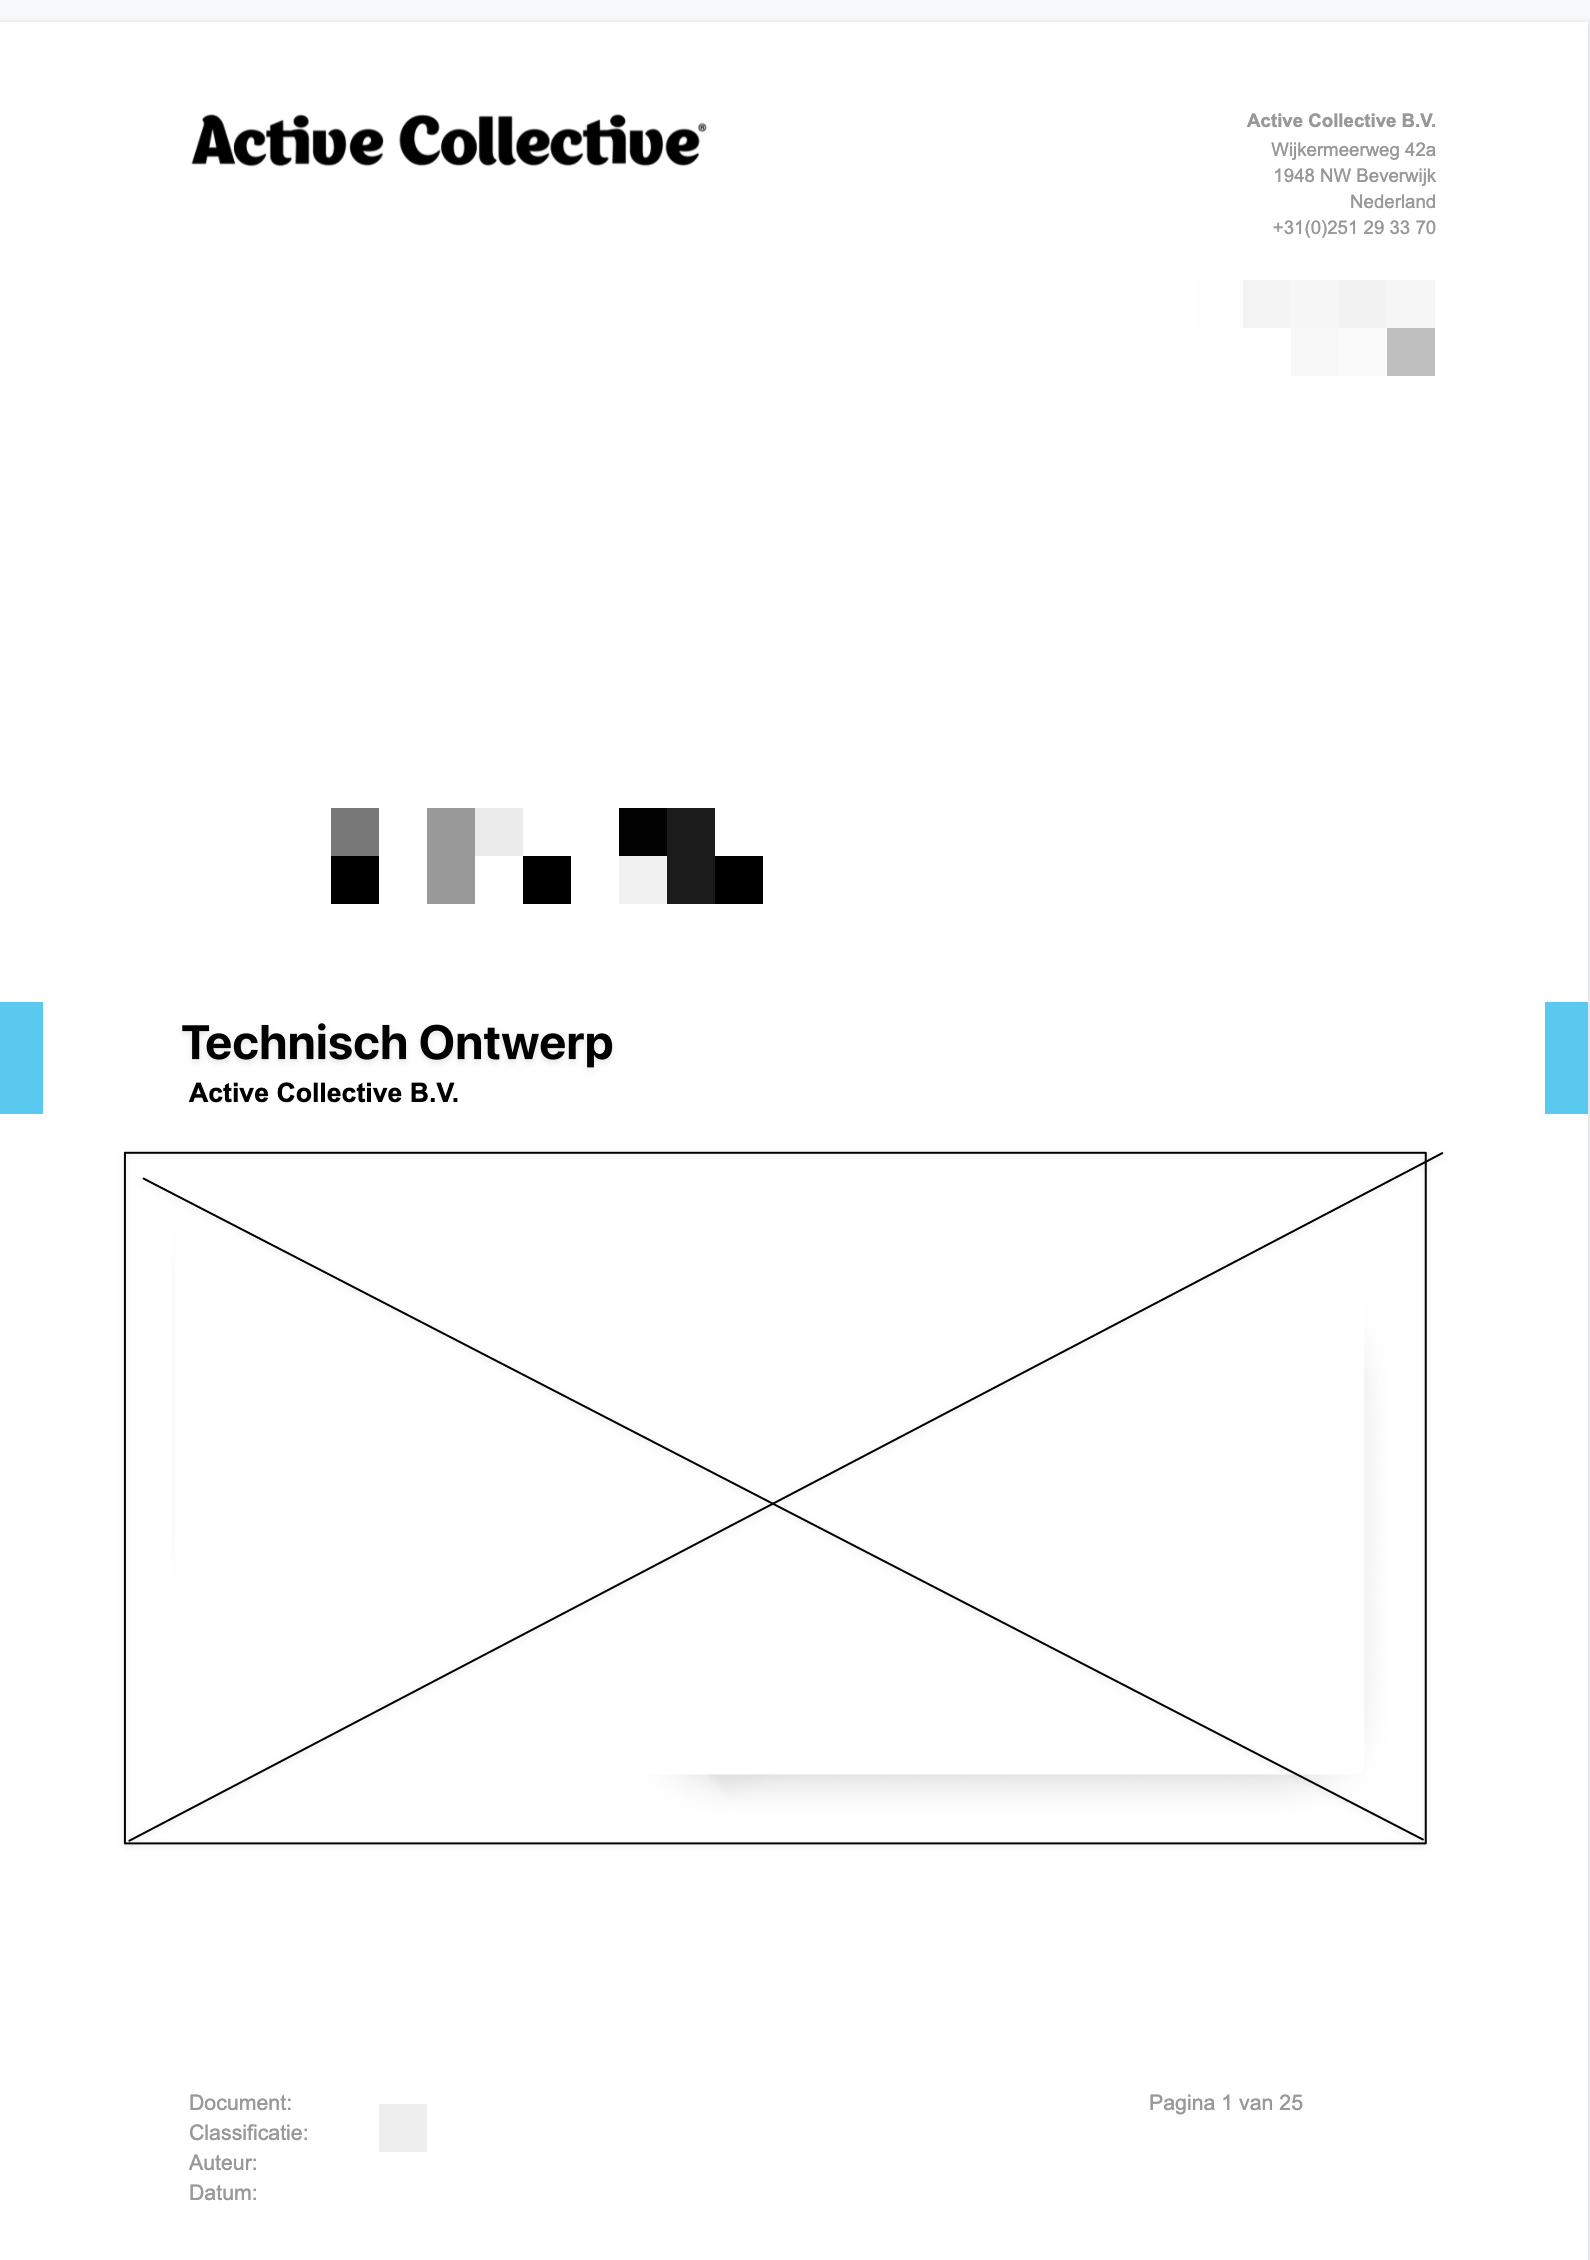 Active Collective®
Active Collective B.V.
Wijkermeerweg 42a
1948 NW Beverwijk
Nederland
+31(0)251 29 33 70
Technisch Ontwerp
Active Collective B.V.
Document:
Classificatie:
Auteur:
Datum:
Pagina 1 van 25